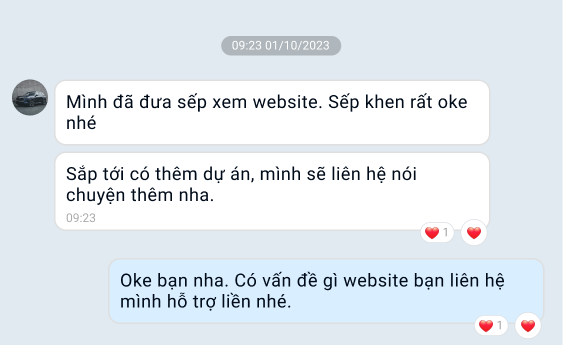 09:23 01/10/2023
Mình đã đưa sếp xem website. Sếp khen rất oke
nhé
Sắp tới có thêm dự án, mình sẽ liên hệ nói
chuyện thêm nha.
09:23
1
Oke bạn nha. Có vấn đề gì website bạn liên hệ
mình hỗ trợ liền nhé.
1